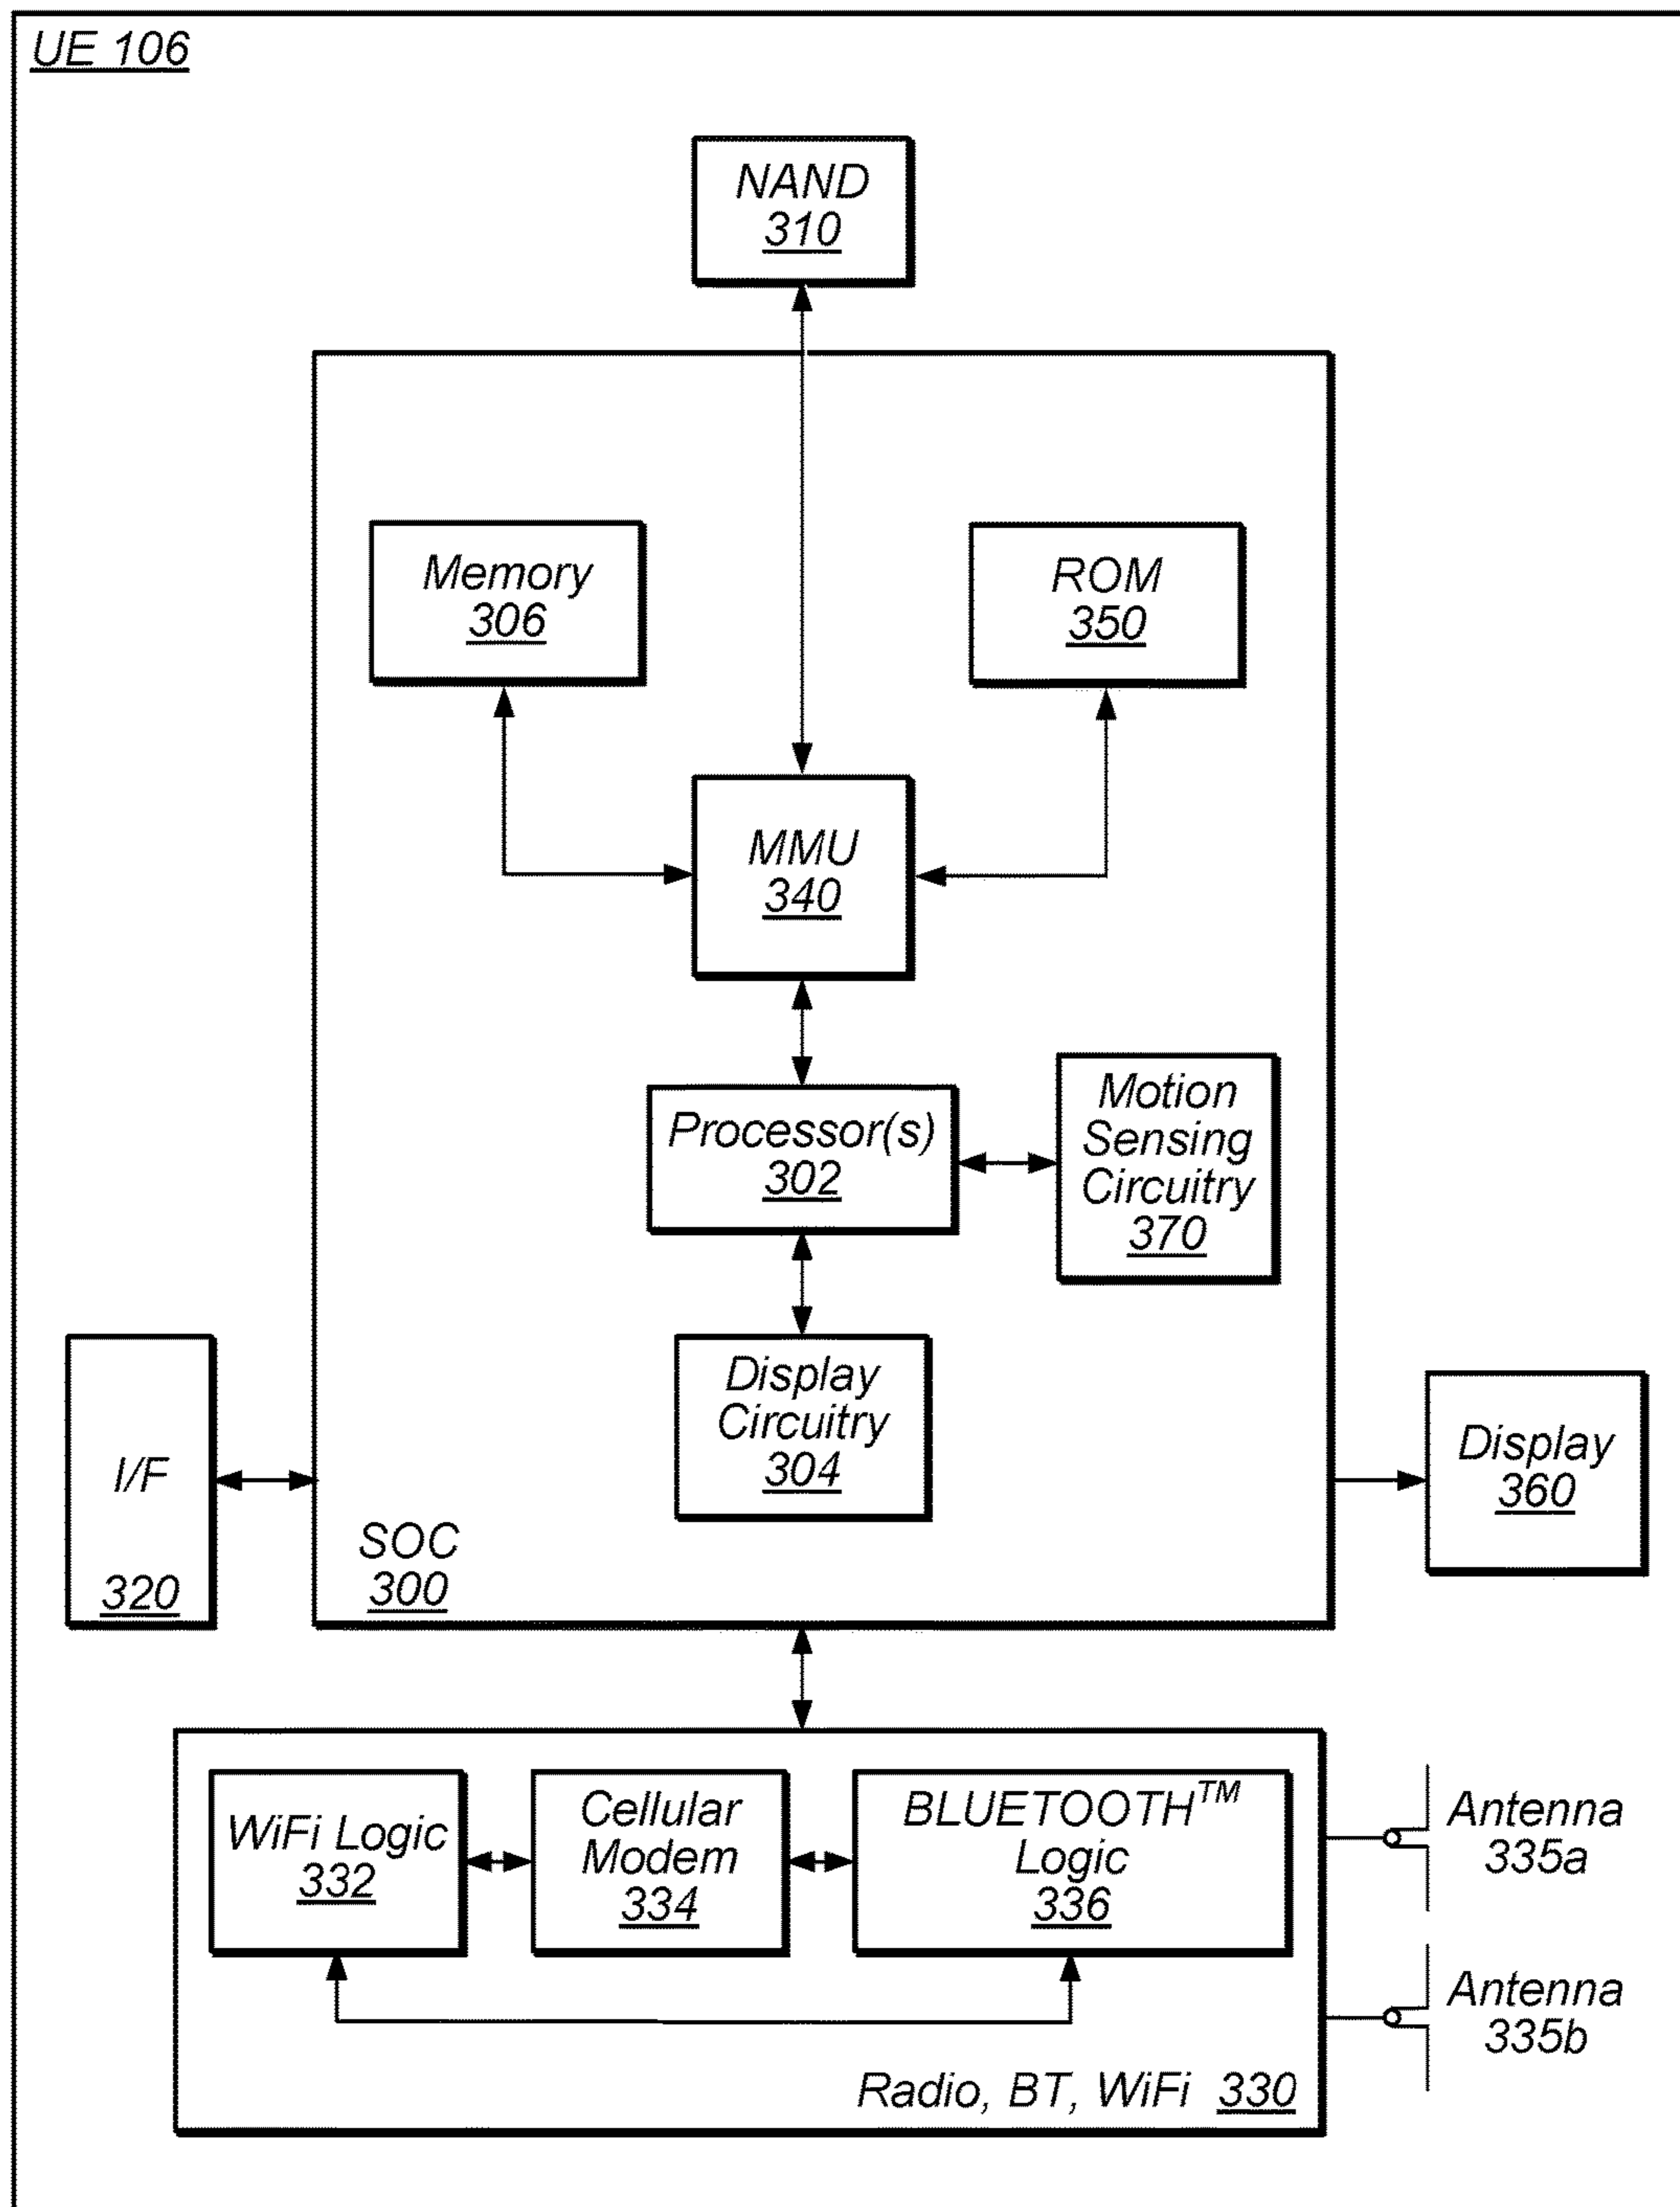 UE 106
NAND
310
Memory
306
ROM
350
MMU
340
Processor(s)
302
Motion
Sensing
Circuitry
370
Display
Circuitry
304
I/F
320
SOC
300
Display
360
WiFi Logic
332
Cellular
Modem
334
BLUETOOTH™
Logic
336
Antenna
335a
Antenna
335b
Radio, BT, WiFi 330